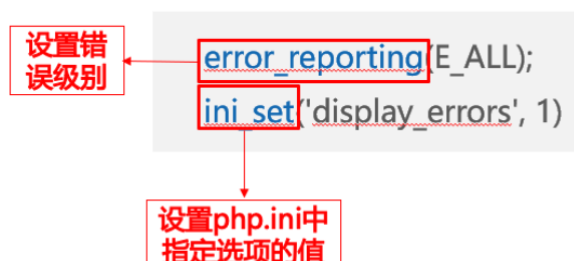 设置错
误级别
error_reporting(E_ALL);
ini_set('display_errors', 1)
设置php.ini中
指定选项的值